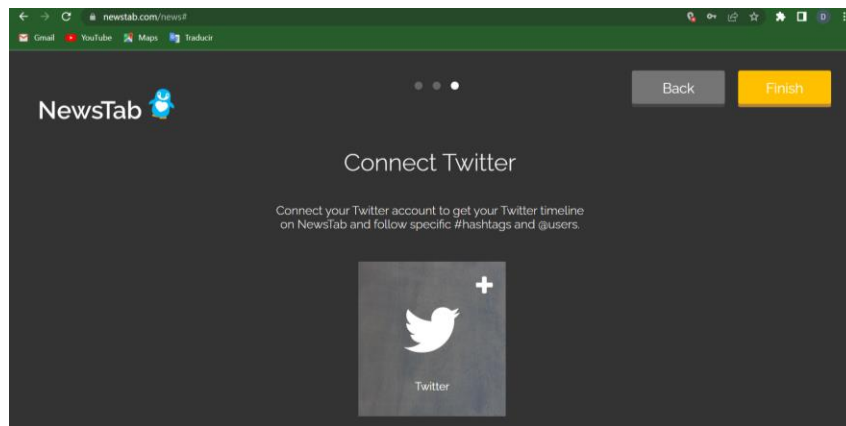 newstab.com/news#
D
Gmail YouTube Maps Traducir
NewsTab
Back Finish
Connect Twitter
Connect your Twitter account to get your Twitter timeline
on NewsTab and follow specific #hashtags and @users.
Twitter